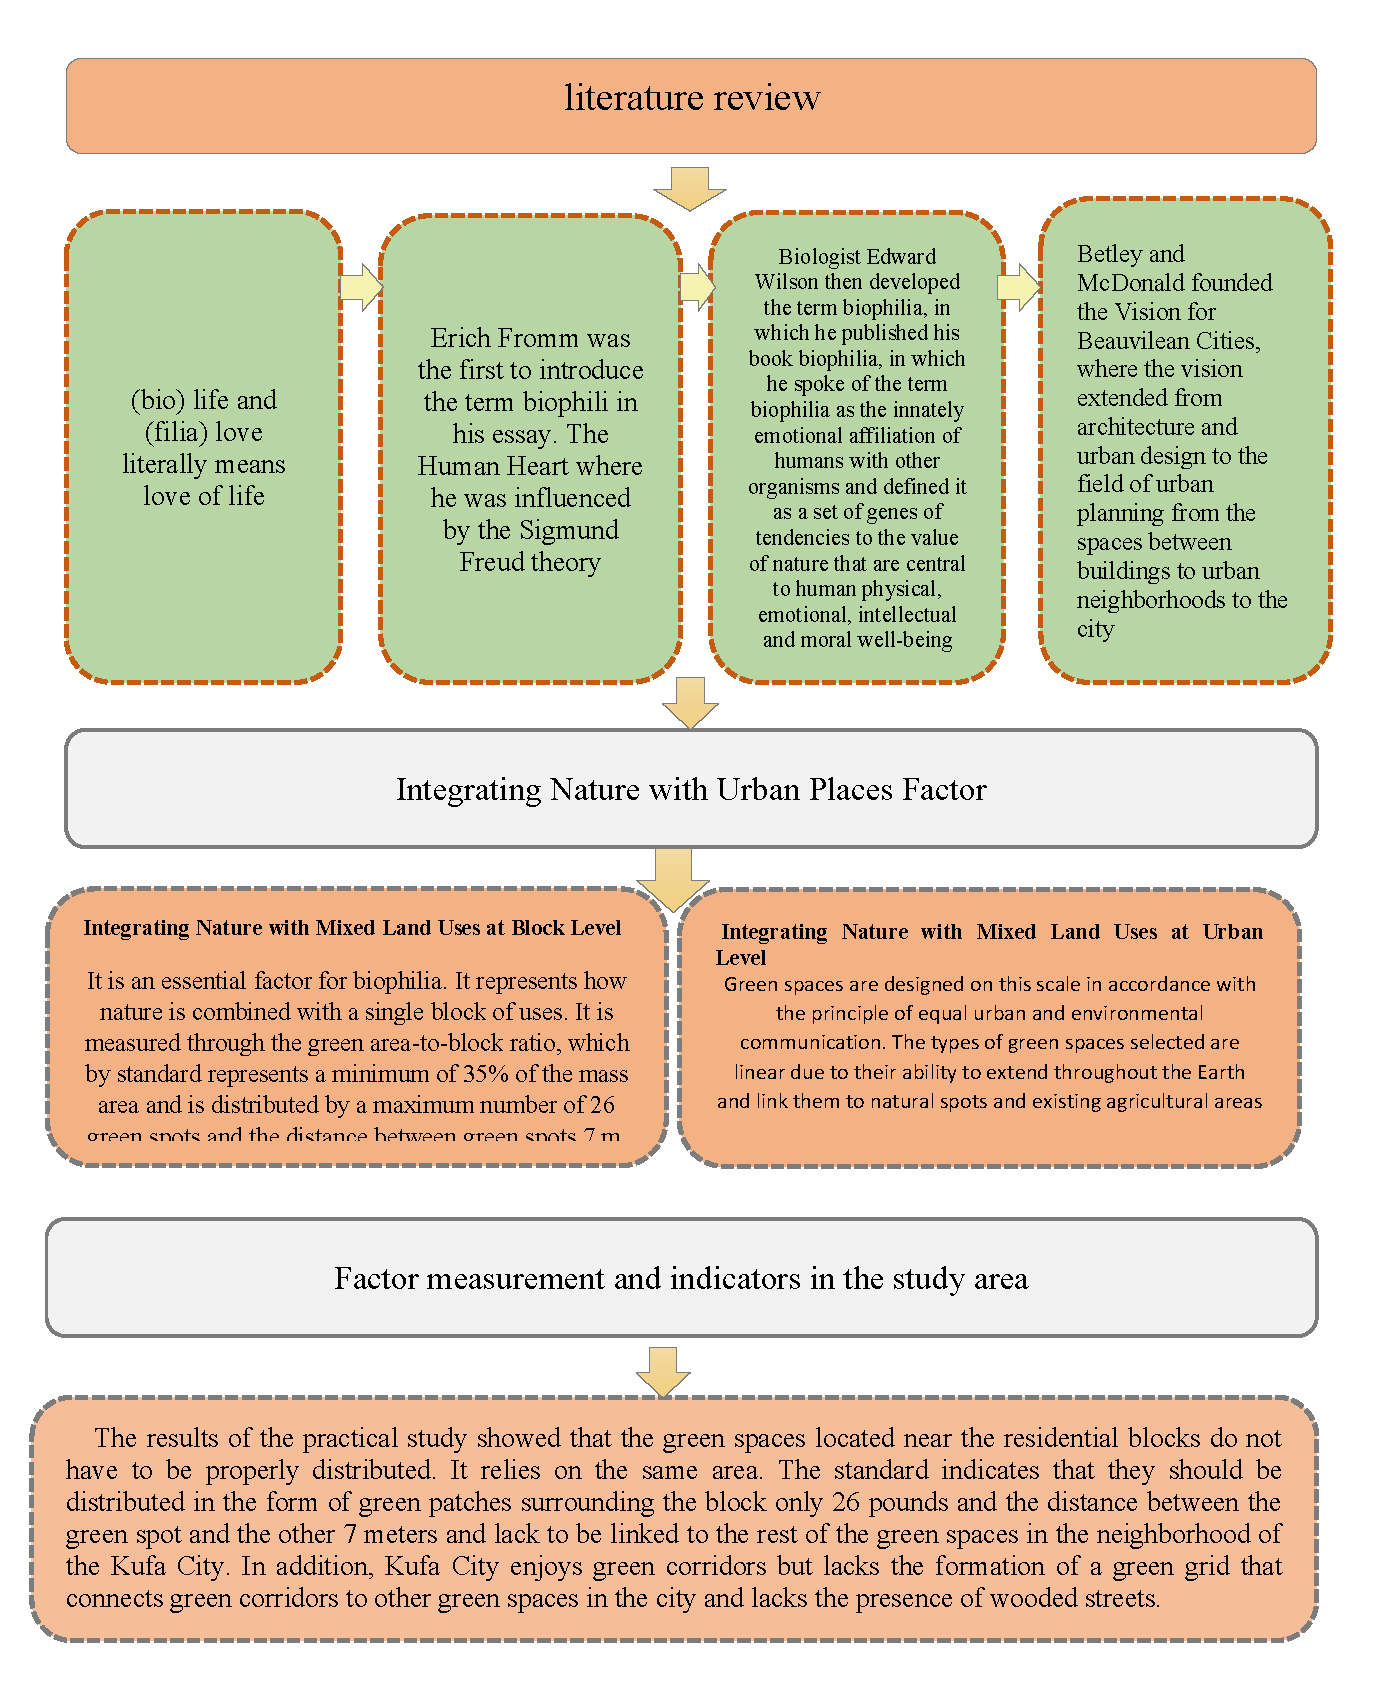 literature review
(bio) life and
(filia) love
literally means
love of life
Erich Fromm was
the first to introduce
the term biophili in
his essay. The
Human Heart where
he was influenced
by the Sigmund
Freud theory
Biologist Edward
Wilson then developed
the term biophilia, in
which he published his
book biophilia, in which
he spoke of the term
biophilia as the innately
emotional affiliation of
humans with other
organisms and defined it
as a set of genes of
tendencies to the value
of nature that are central
to human physical,
emotional, intellectual
and moral well-being
Betley and
McDonald founded
the Vision for
Beauvilean Cities,
where the vision
extended from
architecture and
urban design to the
field of urban
planning from the
spaces between
buildings to urban
neighborhoods to the
city
Integrating Nature with Urban Places Factor
Integrating Nature with Mixed Land Uses at Block Level
It is an essential factor for biophilia. It represents how
nature is combined with a single block of uses. It is
measured through the green area-to-block ratio, which
by standard represents a minimum of 35% of the mass
area and is distributed by a maximum number of 26
green spots and the distance between green spots 7 m
Integrating Nature with Mixed Land Uses at Urban
Level
Green spaces are designed on this scale in accordance with
the principle of equal urban and environmental
communication. The types of green spaces selected are
linear due to their ability to extend throughout the Earth
and link them to natural spots and existing agricultural areas
Factor measurement and indicators in the study area
The results of the practical study showed that the green spaces located near the residential blocks do not
have to be properly distributed. It relies on the same area. The standard indicates that they should be
distributed in the form of green patches surrounding the block only 26 pounds and the distance between the
green spot and the other 7 meters and lack to be linked to the rest of the green spaces in the neighborhood of
the Kufa City. In addition, Kufa City enjoys green corridors but lacks the formation of a green grid that
connects green corridors to other green spaces in the city and lacks the presence of wooded streets.